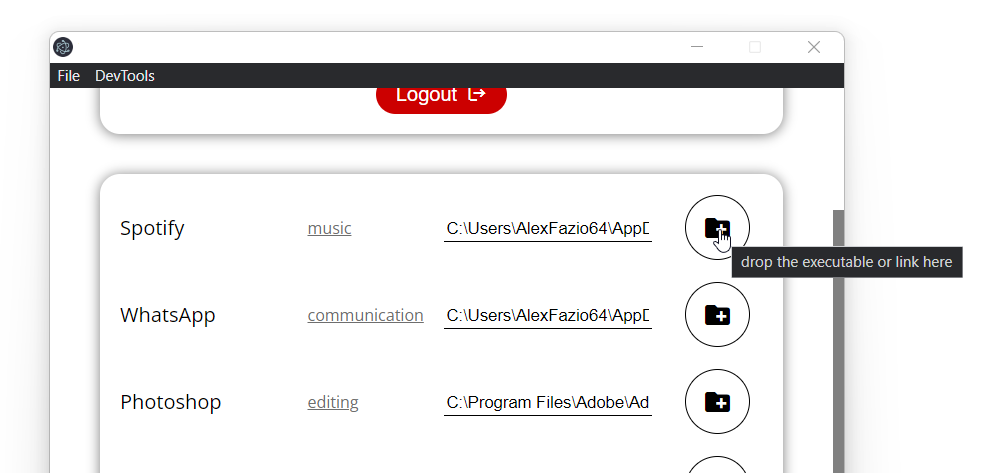 File DevTools
Logout
Spotify music C:\Users\AlexFazio64\AppD
drop the executable or link here
WhatsApp communication C:\Users\AlexFazio64\AppD
Photoshop editing C:\Program Files\Adobe\Ad